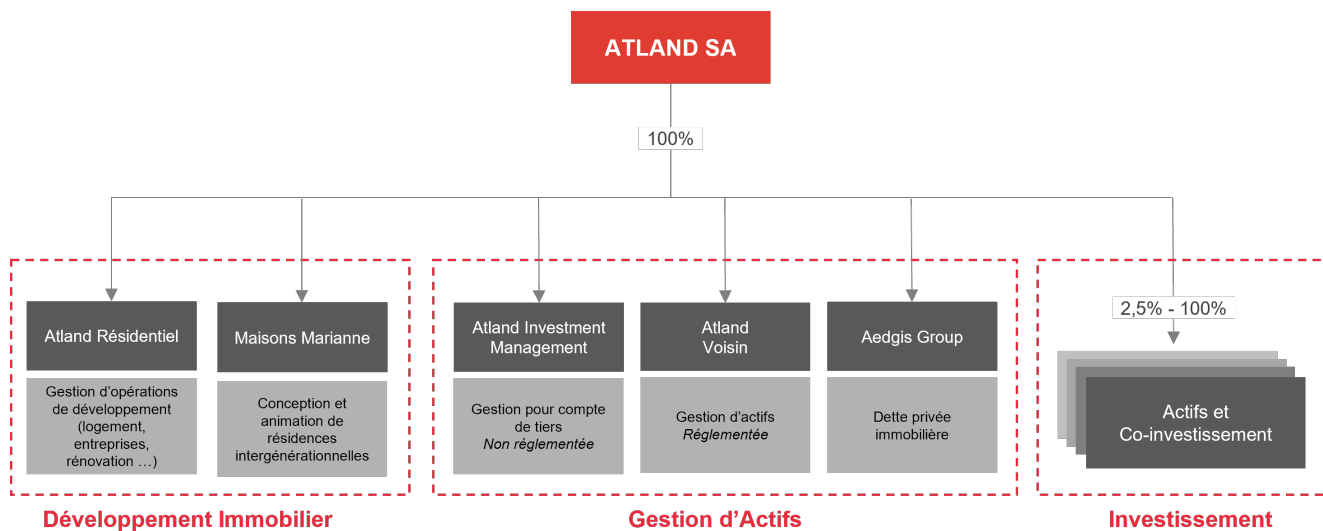 ATLAND SA
100%
Atland Résidentiel
Gestion d'opérations
de développement
(logement,
entreprises,
rénovation …)
Maisons Marianne
Conception et
animation de
résidences
intergénérationnelles
Développement Immobilier
Atland Investment
Management
Gestion pour compte
de tiers
Non réglementée
Atland
Voisin
Gestion d'actifs
Réglementée
Aedgis Group
Dette privée
immobilière
Gestion d'Actifs
2,5% - 100%
Actifs et
Co-investissement
Investissement